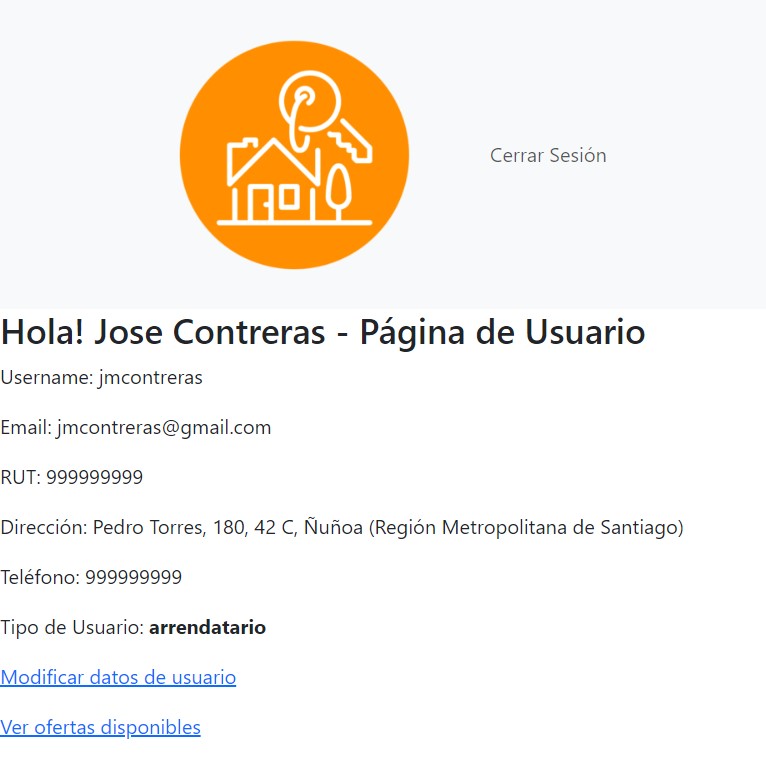 Cerrar Sesión
Hola! Jose Contreras - Página de Usuario
Username: jmcontreras
Email: jmcontreras@gmail.com
RUT: 999999999
Dirección: Pedro Torres, 180, 42 C, Ñuñoa (Región Metropolitana de Santiago)
Teléfono: 999999999
Tipo de Usuario: arrendatario
Modificar datos de usuario
Ver ofertas disponibles